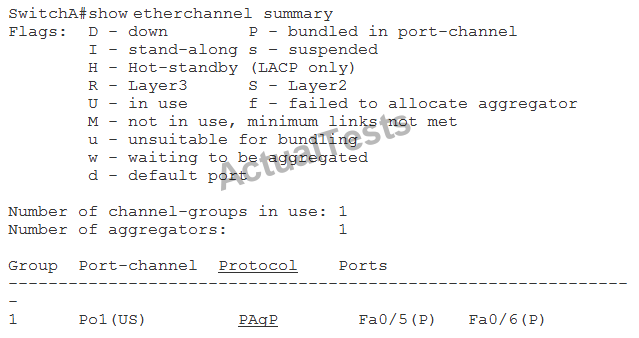 SwitchA#show etherchannel summary
Flags: D - down P - bundled in port-channel
I - stand-along s - suspended
H - Hot-standby (LACP only)
R - Layer3 S - Layer2
U - in use f - failed to allocate aggregator
M - not in use, minimum links not met
u - unsuitable for bundling
w - waiting to be aggregated
d - default port
ActualTests
Number of channel-groups in use: 1
Number of aggregators: 1
Group Port-channel Protocol Ports
--------------------------------------------------------------
-
1 Po1(US) PAgP Fa0/5(P) Fa0/6(P)